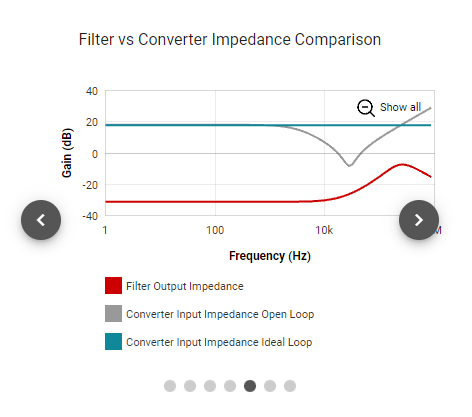 Filter vs Converter Impedance Comparison
40
Show all
20
0
-20
-40
Gain (dB)
1
100
10k
M
Frequency (Hz)
Filter Output Impedance
Converter Input Impedance Open Loop
Converter Input Impedance Ideal Loop